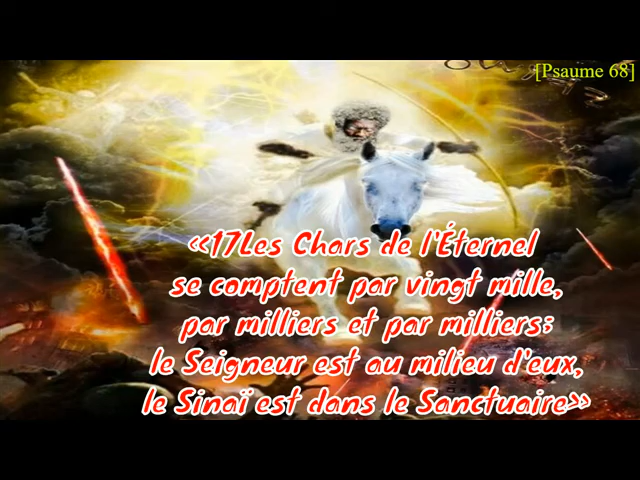 [Psaume 68]
«17Les Chars de l'Éternel
se comptent par vingt mille,
par milliers et par milliers;
le Seigneur est au milieu d'eux,
le Sinaï est dans le Sanctuaire»